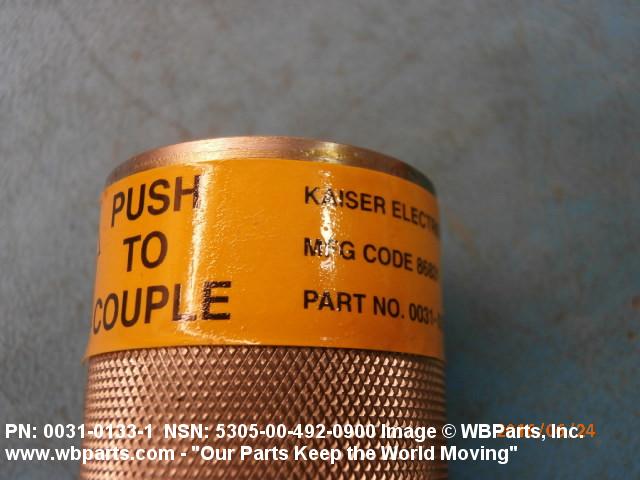 PUSH
TO
COUPLE
KAISER
MFG CODE
PART NO.
PN: 0031-0133-1 NSN: 5305-00-492-0900 Image © WBParts, Inc.
www.wbparts.com - "Our Parts Keep the World Moving"